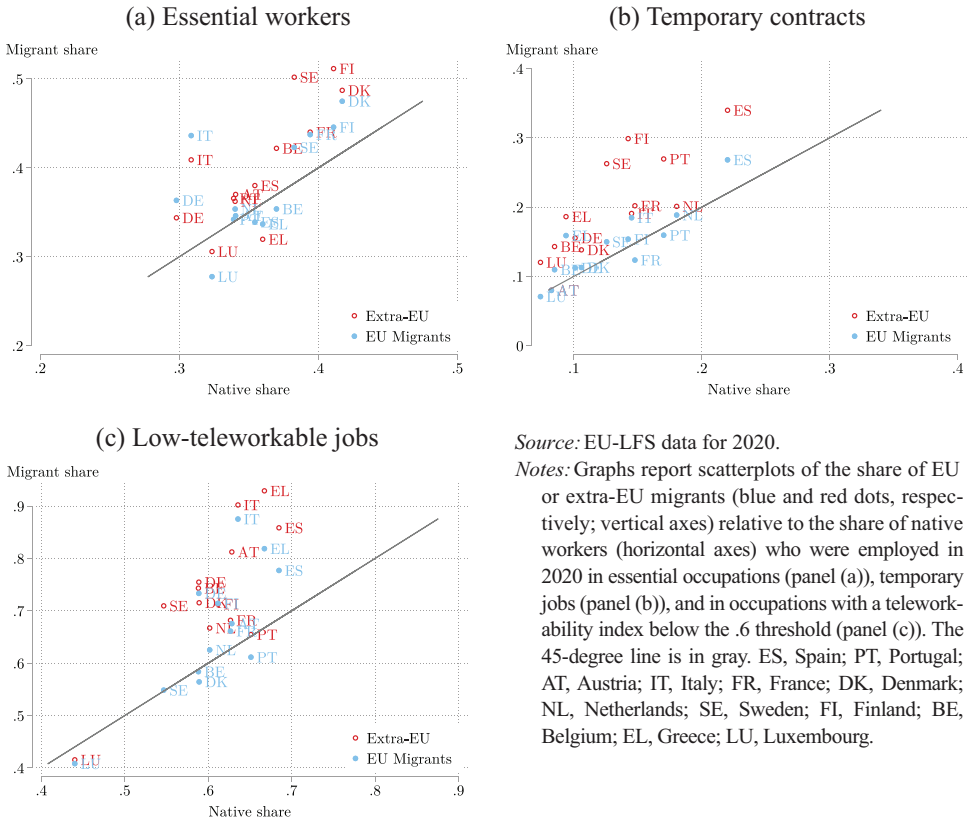 (a) Essential workers
Migrant share
.5
.4
.3
.2
.2
.3
.4
.5
Native share
FI
SE
DK
DK
FI
FR
SE
IT
BE
IT
ES
AT
DE
NL
DE
BE
ES
EL
EL
LU
LU
Extra-EU
EU Migrants
(b) Temporary contracts
Migrant share
.4
.3
.2
.1
0
.1
.2
.3
.4
Native share
ES
FI
SE
PT
ES
FR
NL
IT
IT
NL
EL
EL
DE
SE
FI
PT
BE
DK
LU
FR
DK
AT
LU
Extra-EU
EU Migrants
(c) Low-teleworkable jobs
Migrant share
.9
.8
.7
.6
.5
.4
.4
.5
.6
.7
.8
.9
Native share
EL
IT
IT
ES
AT
EL
ES
DE
BE
SE
DK
FI
FR
NL
PT
NL
PT
BE
DK
SE
LU
LU
Extra-EU
EU Migrants
Source: EU-LFS data for 2020.
Notes: Graphs report scatterplots of the share of EU
or extra-EU migrants (blue and red dots, respec-
tively; vertical axes) relative to the share of native
workers (horizontal axes) who were employed in
2020 in essential occupations (panel (a)), temporary
jobs (panel (b)), and in occupations with a telework-
ability index below the .6 threshold (panel (c)). The
45-degree line is in gray. ES, Spain; PT, Portugal;
AT, Austria; IT, Italy; FR, France; DK, Denmark;
NL, Netherlands; SE, Sweden; FI, Finland; BE,
Belgium; EL, Greece; LU, Luxembourg.